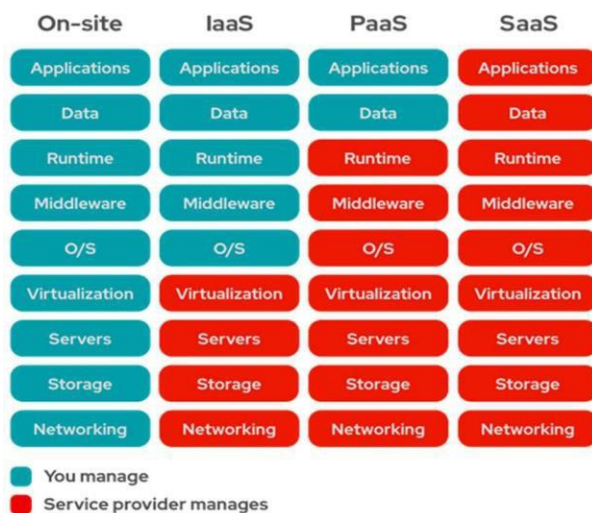 On-site IaaS PaaS SaaS
Applications Applications Applications Applications
Data Data Data Data
Runtime Runtime Runtime Runtime
Middleware Middleware Middleware Middleware
O/S O/S O/S O/S
Virtualization Virtualization Virtualization Virtualization
Servers Servers Servers Servers
Storage Storage Storage Storage
Networking Networking Networking Networking
You manage
Service provider manages